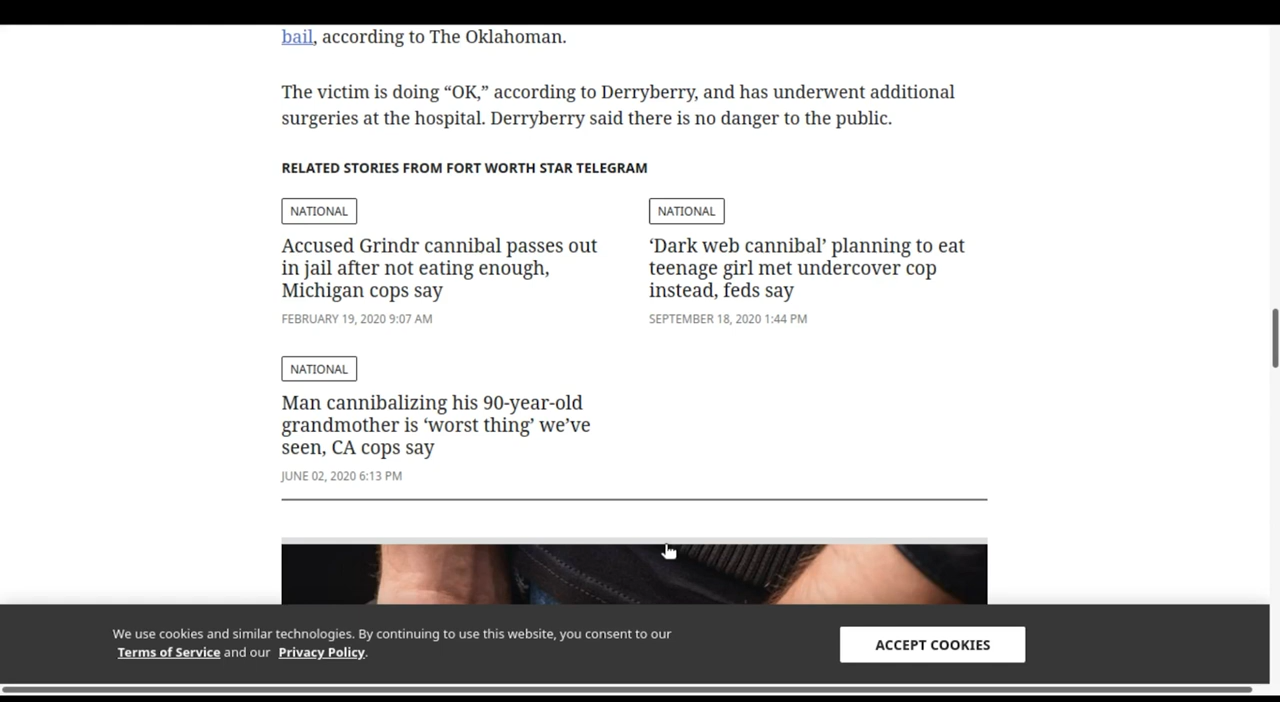 bail, according to The Oklahoman.
The victim is doing “OK,” according to Derryberry, and has underwent additional
surgeries at the hospital. Derryberry said there is no danger to the public.
RELATED STORIES FROM FORT WORTH STAR TELEGRAM
NATIONAL
Accused Grindr cannibal passes out
in jail after not eating enough,
Michigan cops say
FEBRUARY 19, 2020 9:07 AM
NATIONAL
‘Dark web cannibal’ planning to eat
teenage girl met undercover cop
instead, feds say
SEPTEMBER 18, 2020 1:44 PM
NATIONAL
Man cannibalizing his 90-year-old
grandmother is ‘worst thing’ we’ve
seen, CA cops say
JUNE 02, 2020 6:13 PM
We use cookies and similar technologies. By continuing to use this website, you consent to our
Terms of Service and our Privacy Policy.
ACCEPT COOKIES